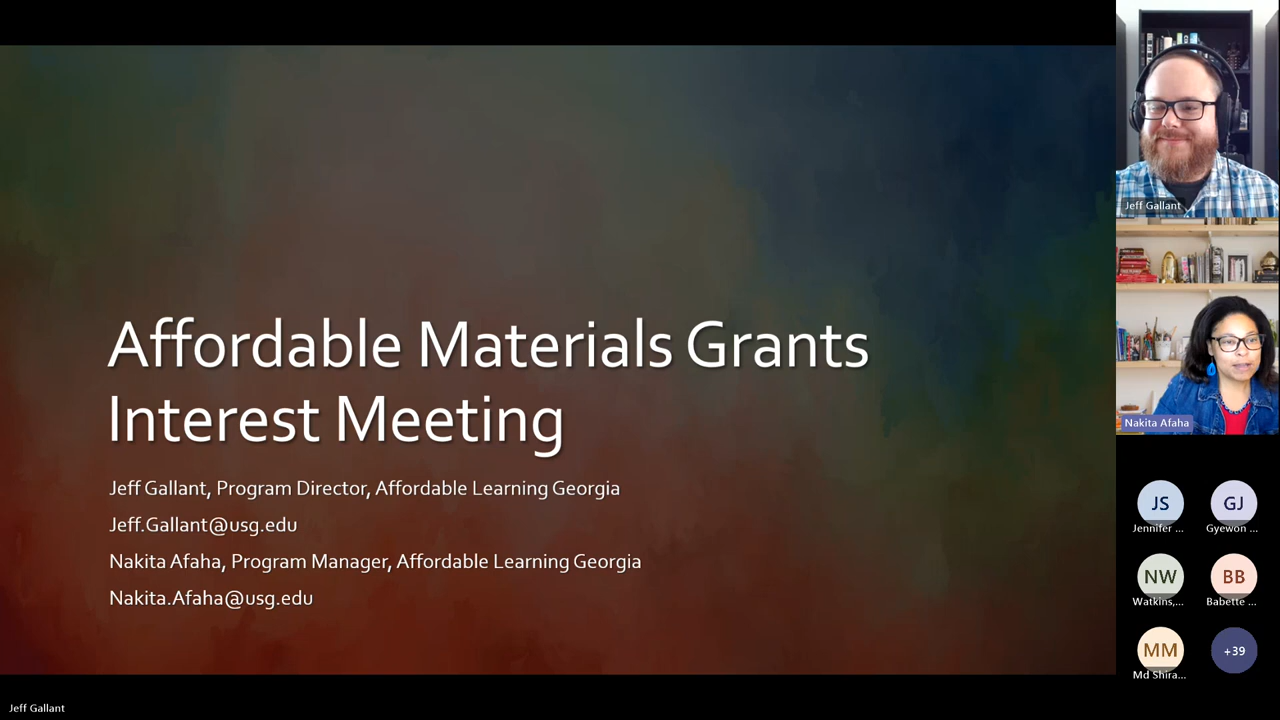 Affordable Materials Grants
Interest Meeting
Jeff Gallant, Program Director, Affordable Learning Georgia
Jeff.Gallant@usg.edu
Nakita Afaha, Program Manager, Affordable Learning Georgia
Nakita.Afaha@usg.edu
Jeff Gallant
Nakita Afaha
JS
GJ
Jennifer ...
Gyewon ...
NW
BB
Watkins,...
Babette ...
MM
+39
Md Shira...
Jeff Gallant